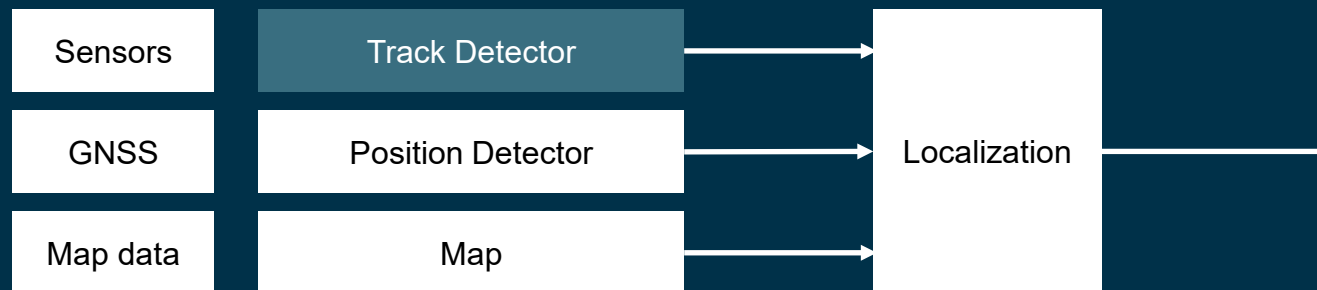 Sensors
Track Detector
GNSS
Position Detector
Localization
Map data
Map